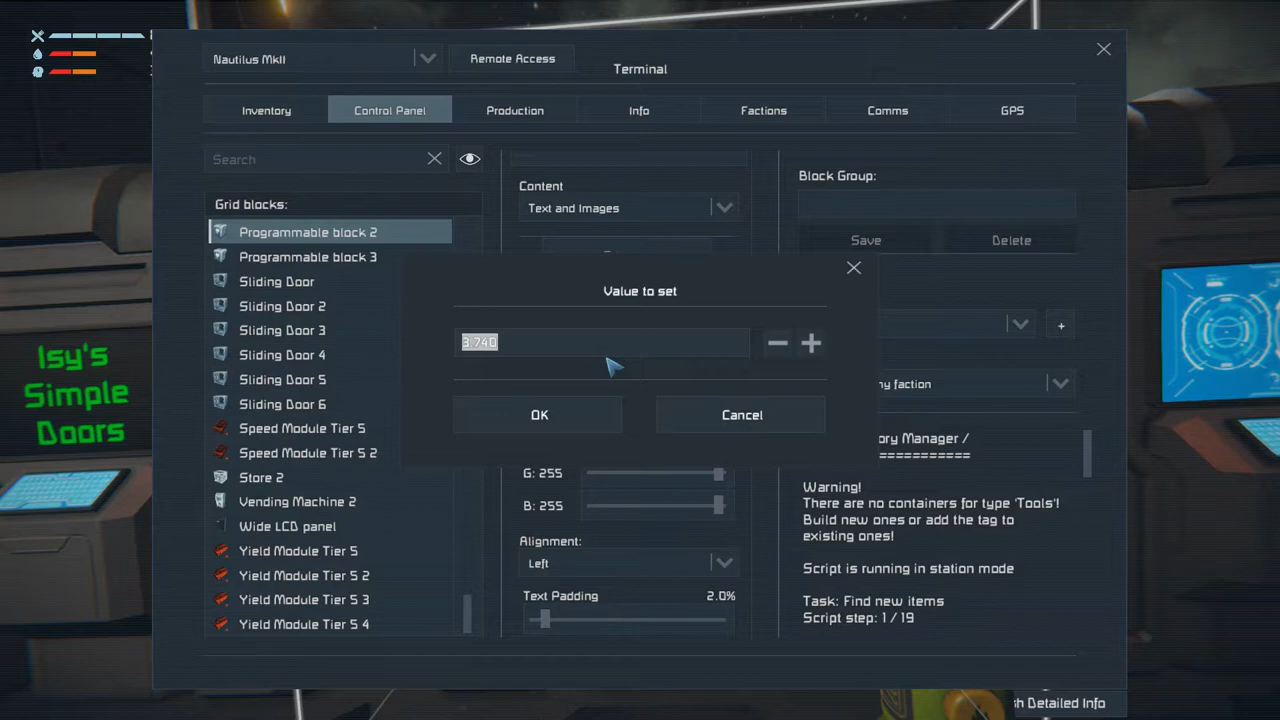 Nautilus MkII
Remote Access
Terminal
Inventory
Control Panel
Production
Info
Factions
Comms
GPS
Search
Grid blocks:
Programmable block 2
Programmable block 3
Sliding Door
Sliding Door 2
Sliding Door 3
Sliding Door 4
Sliding Door 5
Sliding Door 6
Speed Module Tier 5
Speed Module Tier 5 2
Store 2
Vending Machine 2
Wide LCD panel
Yield Module Tier 5
Yield Module Tier 5 2
Yield Module Tier 5 3
Yield Module Tier 5 4
Content
Text and Images
Value to set
3.740
OK
Cancel
G: 255
B: 255
Alignment:
Left
Text Padding 2.0%
Block Group:
Save
Delete
+
faction
ory Manager /
===========
Warning!
There are no containers for type 'Tools'!
Build new ones or add the tag to
existing ones!
Script is running in station mode
Task: Find new items
Script step: 1 / 19
Detailed Info
Isy's
Simple
Doors